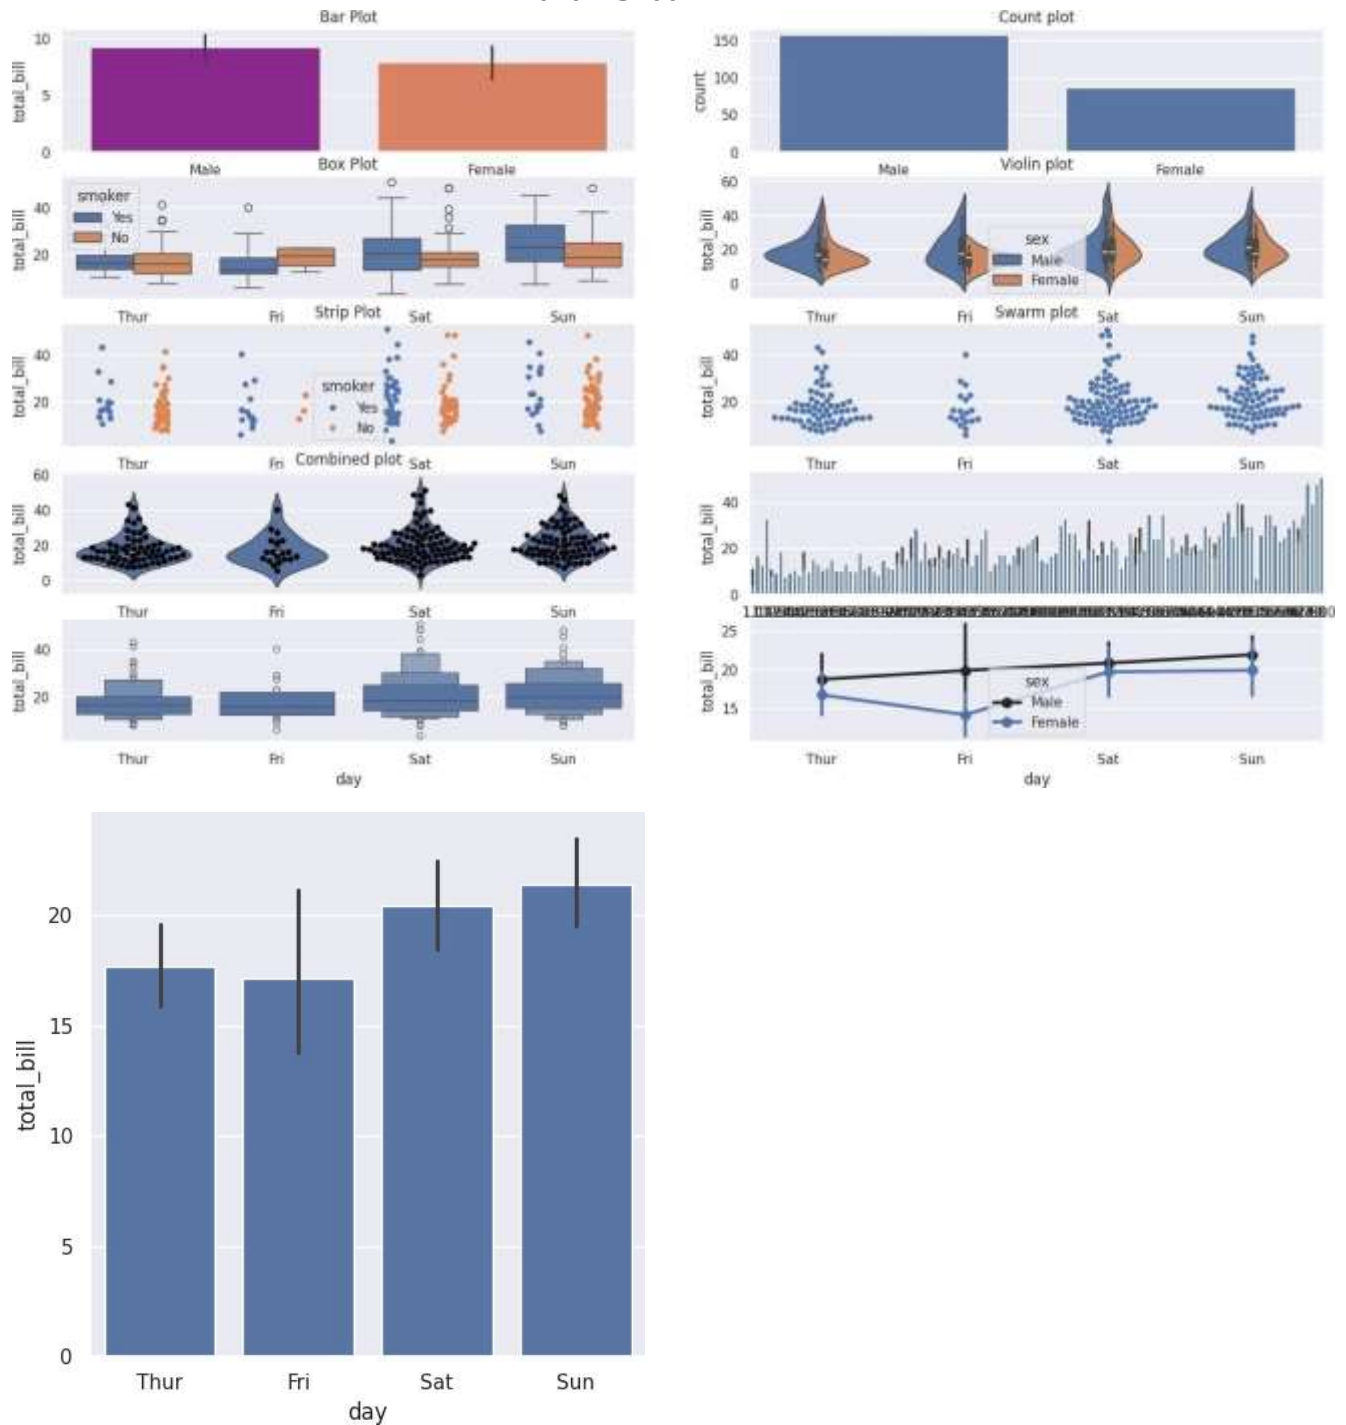 Bar Plot
10
5
0
total_bill
Male
Female
Count plot
150
100
50
0
count
Male
Female
Box Plot
smoker
Yes
No
40
20
total_bill
Thur
Fri
Sat
Sun
Violin plot
60
40
20
0
total_bill
sex
Male
Female
Thur
Fri
Sat
Sun
Strip Plot
40
20
total_bill
smoker
Yes
No
Thur
Fri
Sat
Sun
Swarm plot
40
20
total_bill
Thur
Fri
Sat
Sun
Combined plot
60
40
20
0
total_bill
Thur
Fri
Sat
Sun
40
20
0
total_bill
40
20
total_bill
Thur
Fri
Sat
Sun
day
25
20
15
total_bill
sex
Male
Female
Thur
Fri
Sat
Sun
day
20
15
10
5
0
total_bill
Thur
Fri
Sat
Sun
day